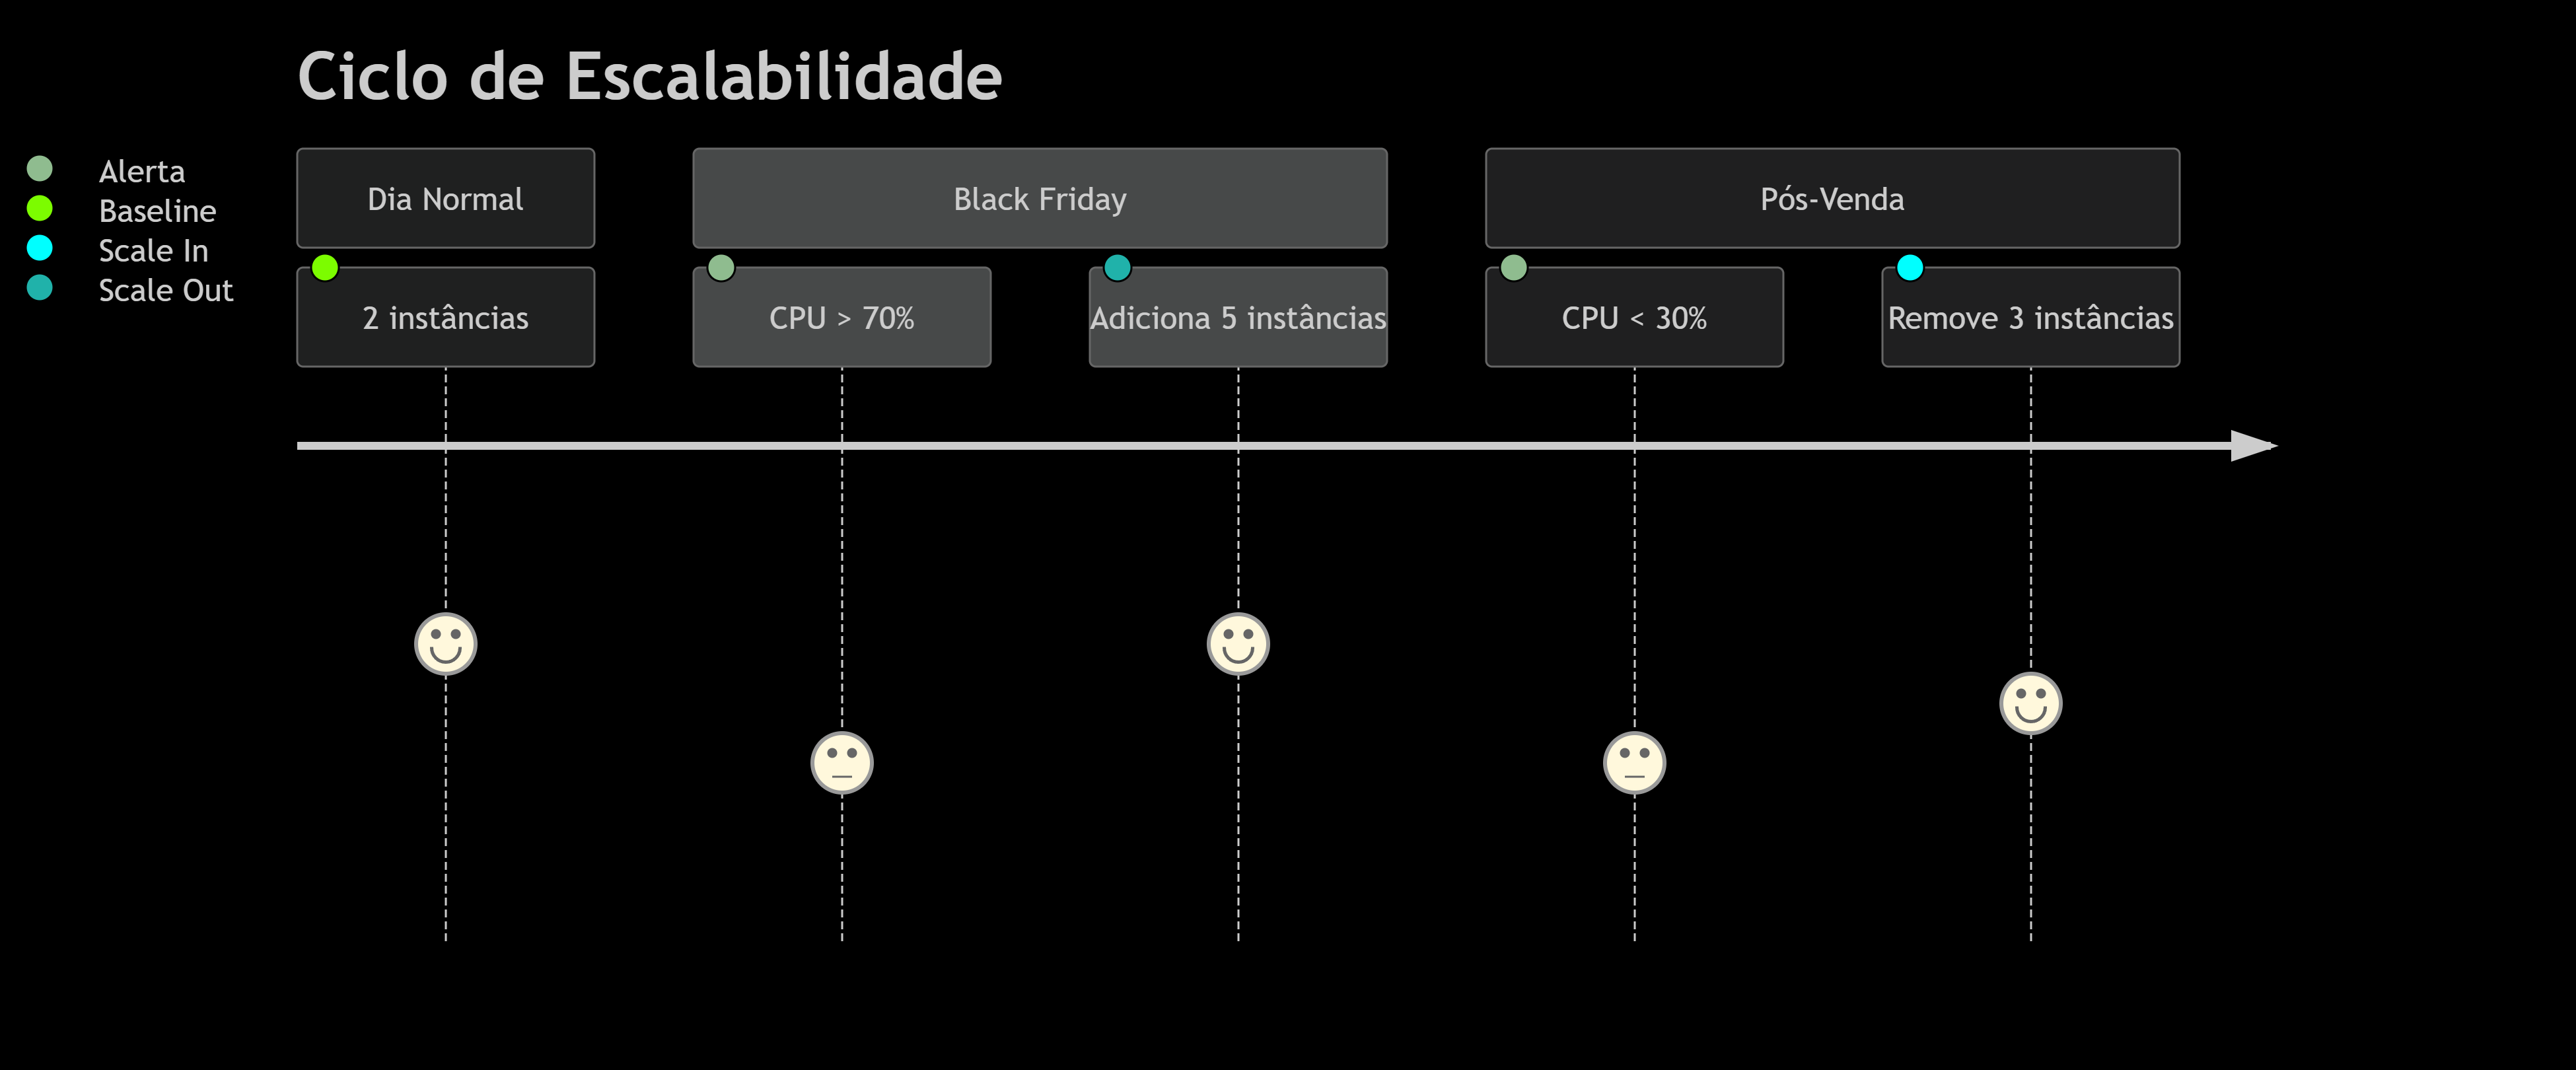 Ciclo de Escalabilidade
Alerta
Baseline
Scale In
Scale Out
Dia Normal
Black Friday
Pós-Venda
2 instâncias
CPU > 70%
Adiciona 5 instâncias
CPU < 30%
Remove 3 instâncias